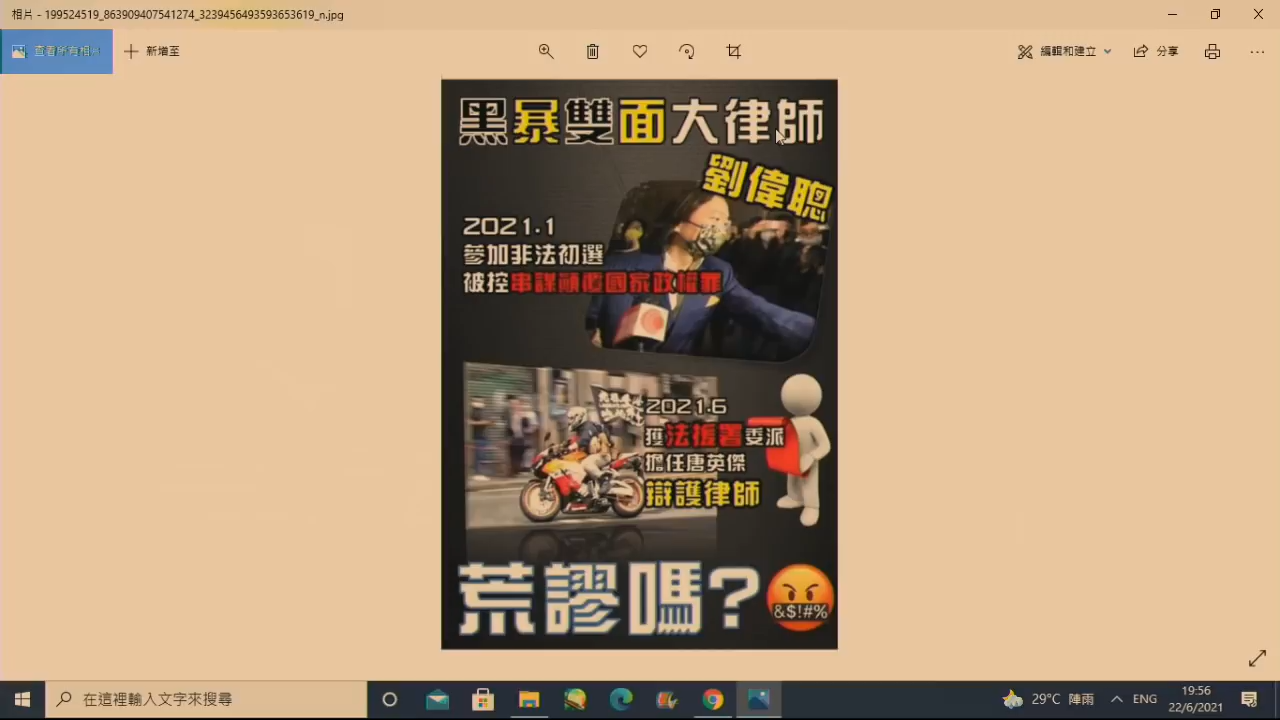 相片 - 199524519_863909407541274_3239456493593653619_n.jpg
查看所有相片
新增至
編輯和建立
分享
黑暴雙面大律師
劉偉聰
2021.1
參加非法初選
被控串謀顛覆國家政權罪
2021.6
獲法援署委派
擔任唐英傑
辯護律師
荒謬嗎?
&$!#%
在這裡輸入文字來搜尋
29°C 陣雨
ENG
19:56
22/6/2021